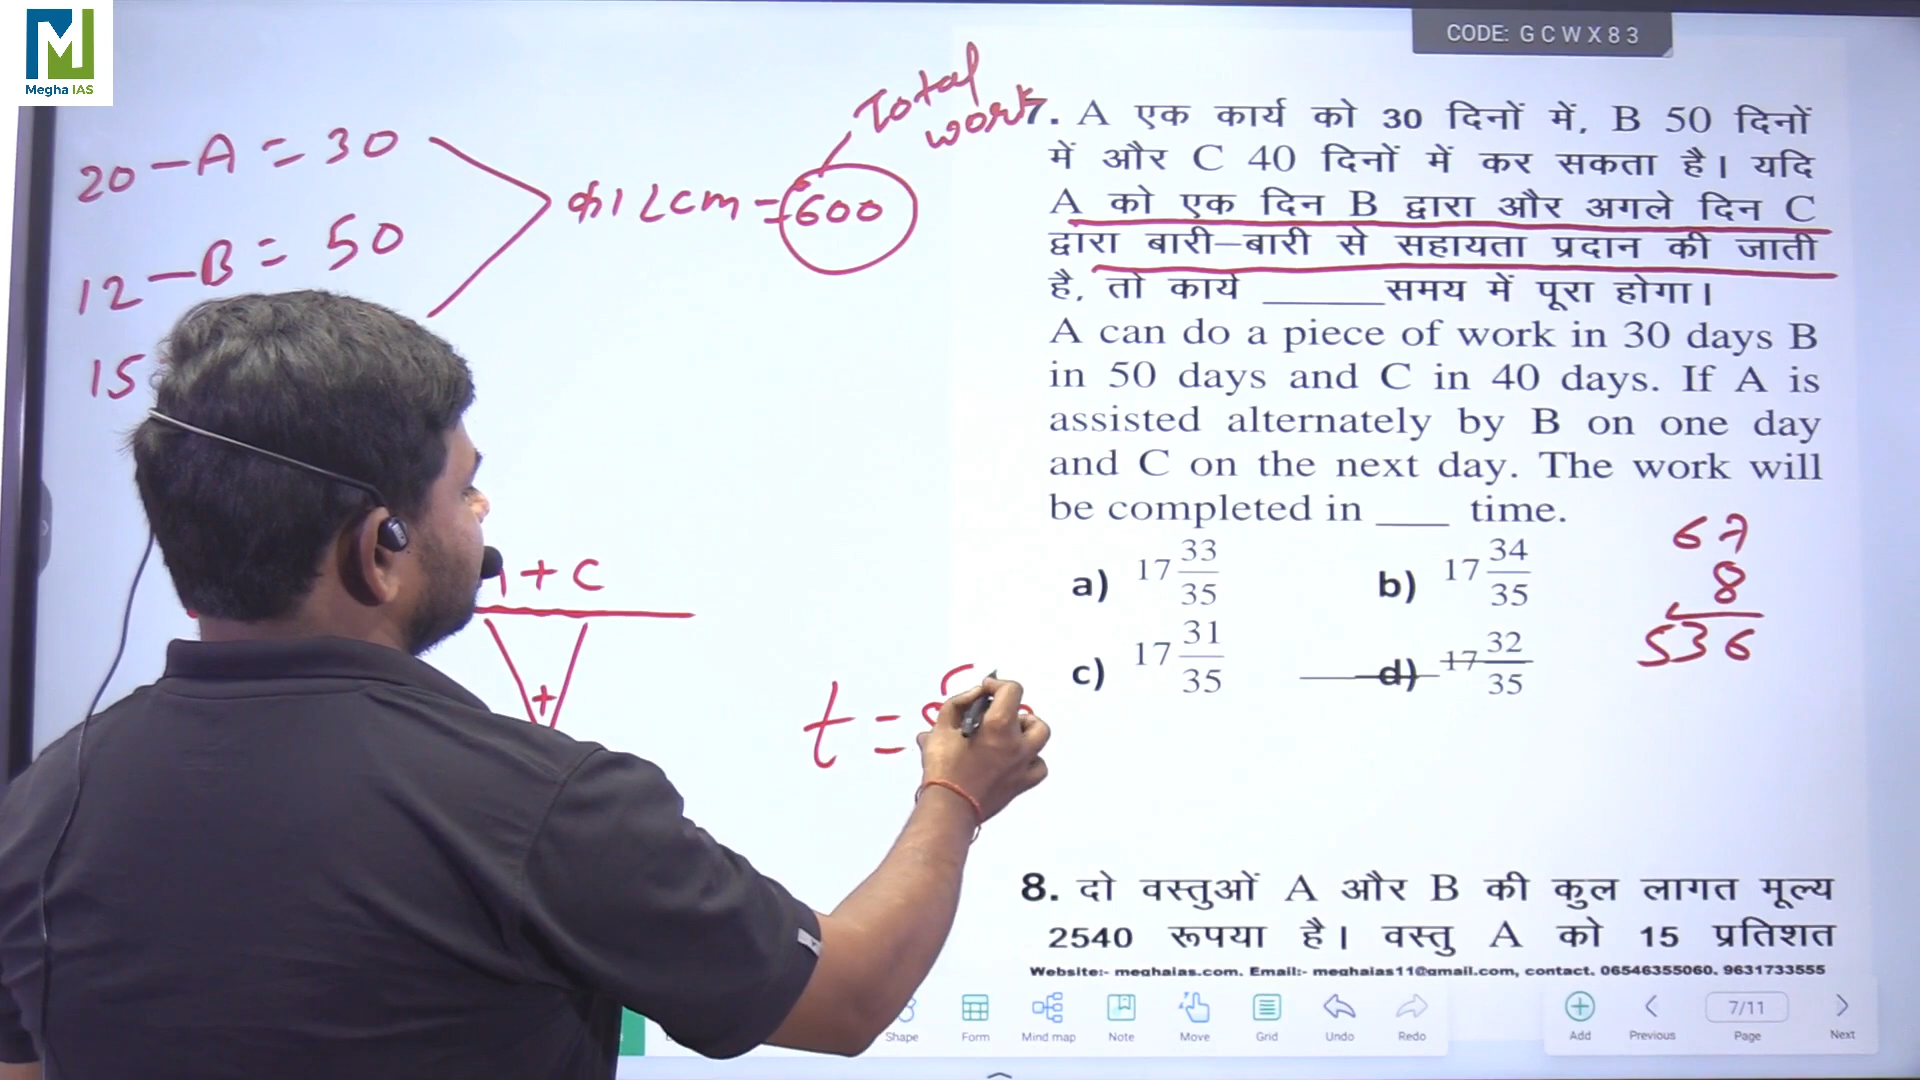 Megha IAS
CODE: GCWX83
20 – A = 30
12 – B = 50
15
LCM = 600
Total
work
+ C
+
t =
7. A एक कार्य को 30 दिनों में, B 50 दिनों
में और C 40 दिनों में कर सकता है। यदि
A को एक दिन B द्वारा और अगले दिन C
द्वारा बारी–बारी से सहायता प्रदान की जाती
है, तो कार्य ______समय में पूरा होगा।
A can do a piece of work in 30 days B
in 50 days and C in 40 days. If A is
assisted alternately by B on one day
and C on the next day. The work will
be completed in ____ time.
a) 17 33/35 b) 17 34/35
c) 17 31/35 d) 17 32/35
67
8
536
8. दो वस्तुओं A और B की कुल लागत मूल्य
2540 रूपया है। वस्तु A को 15 प्रतिशत
Website:- meghaias.com, Email:- meghaias11@gmail.com, contact. 06546355060, 9631733555
Shape Form Mind map Note Move Grid Undo Redo Add Previous 7/11 Page Next